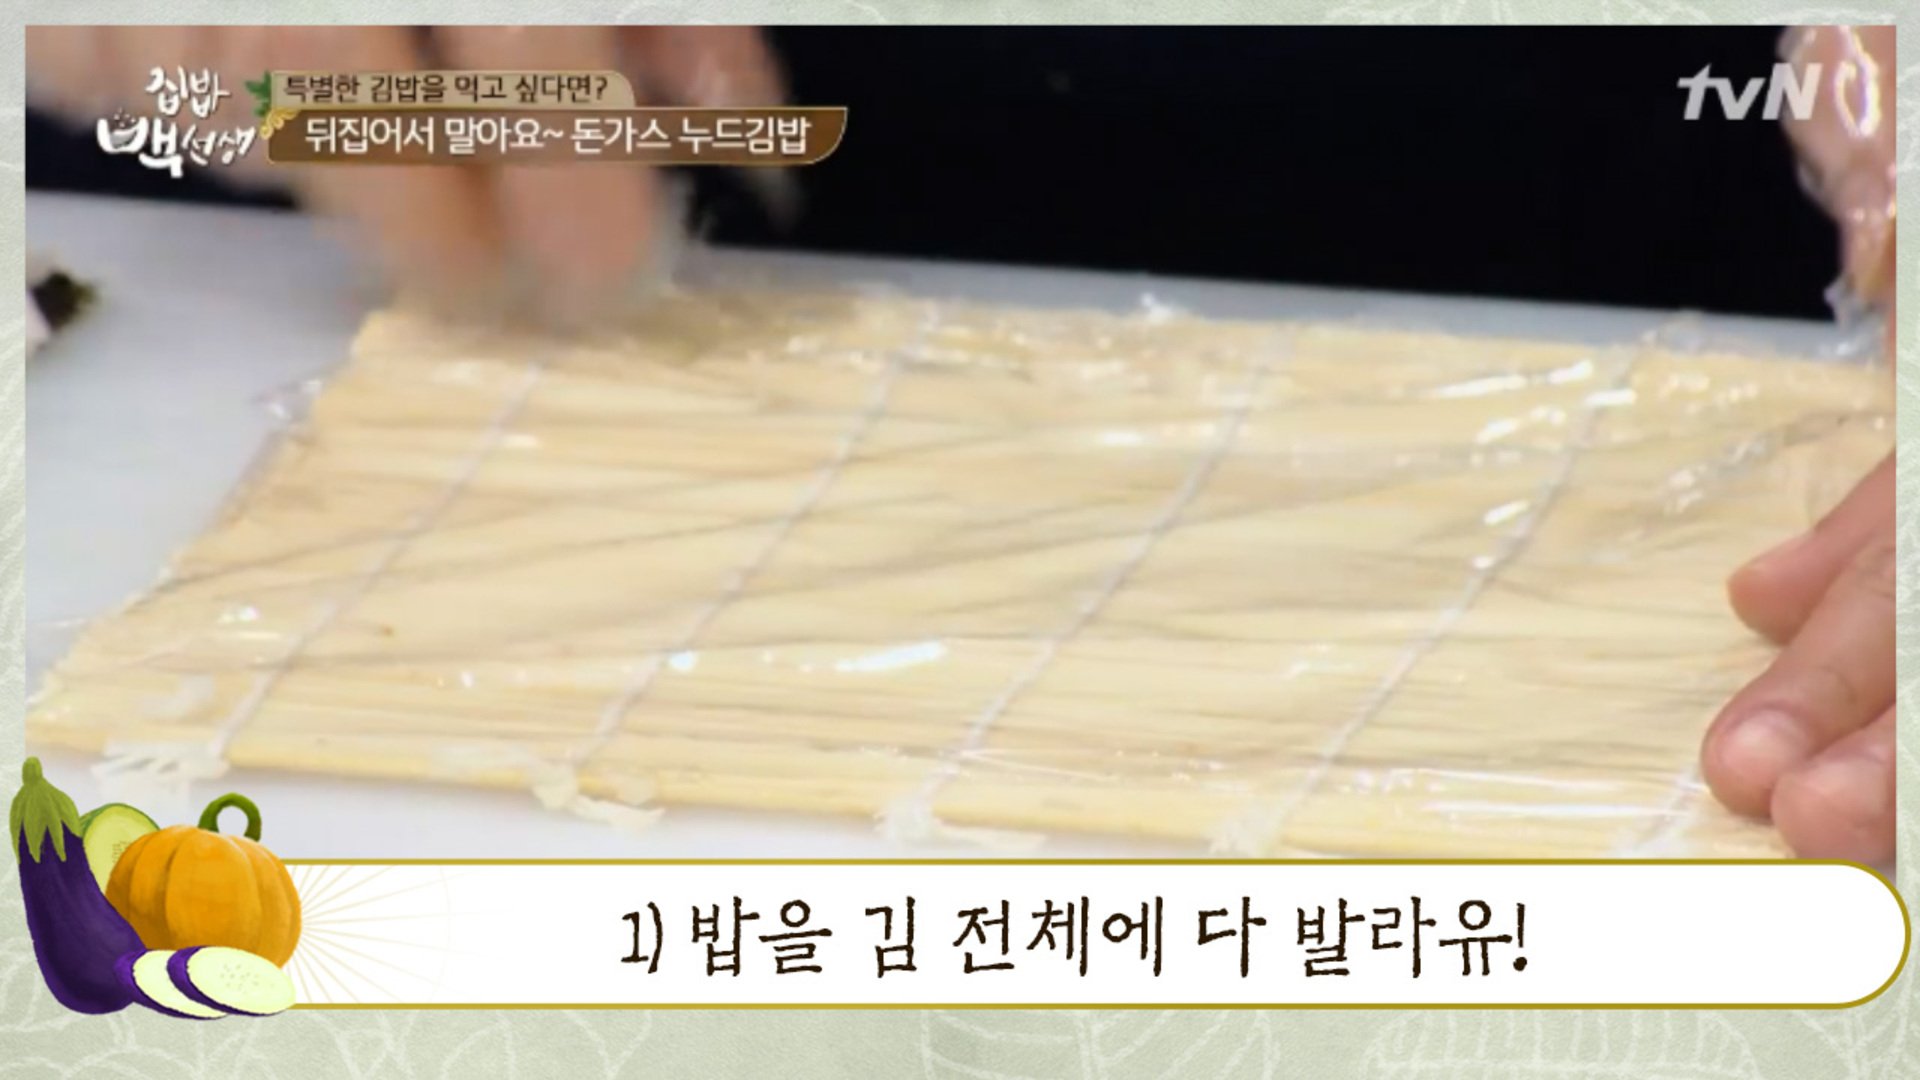 집밥
백선생
특별한 김밥을 먹고 싶다면?
뒤집어서 말아요~ 돈가스 누드김밥
tvN
1) 밥을 김 전체에 다 발라유!